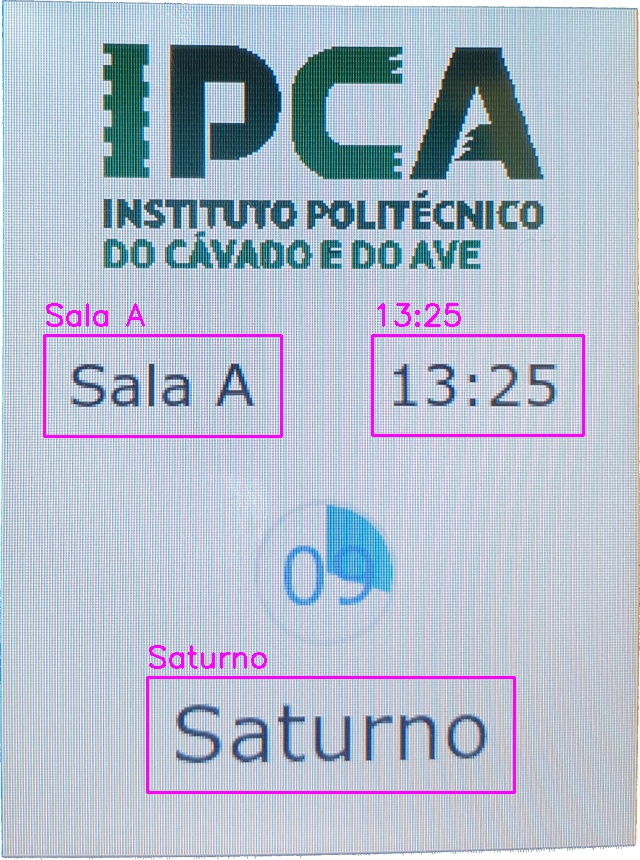 IPCA
INSTITUTO POLITÉCNICO
DO CÁVADO E DO AVE
Sala A 13:25
Sala A 13:25
09
Saturno
Saturno